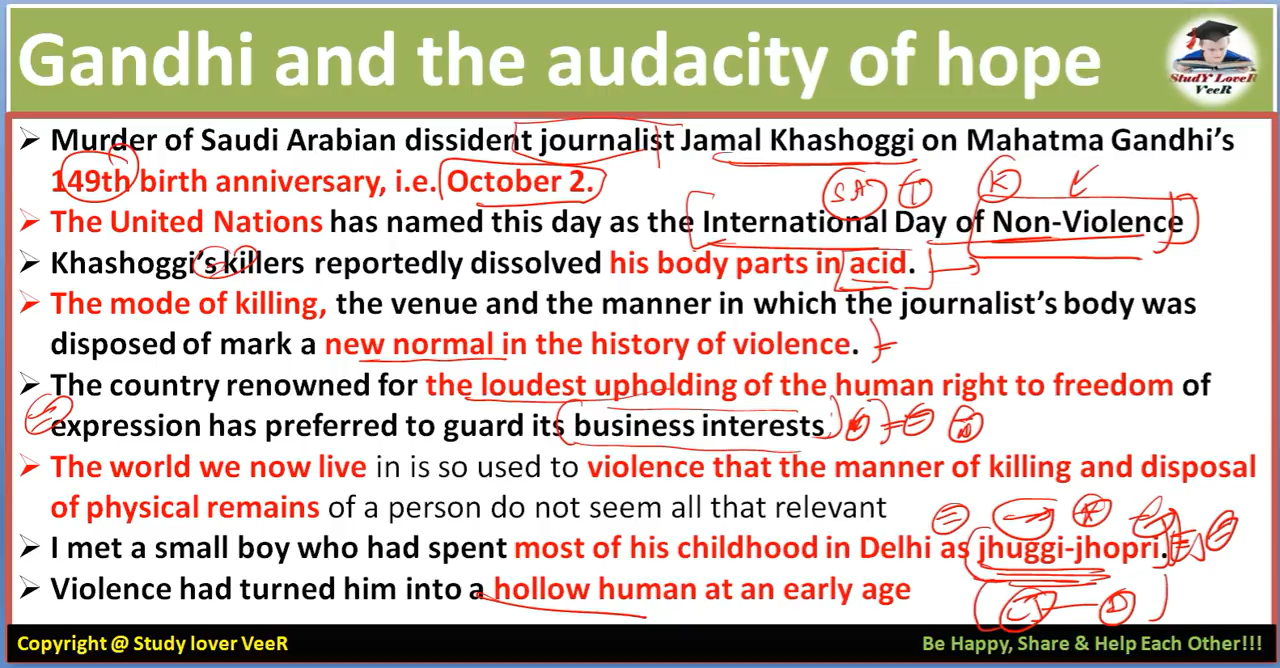 Gandhi and the audacity of hope
StudY LoveR
VeeR
➢ Murder of Saudi Arabian dissident journalist Jamal Khashoggi on Mahatma Gandhi's
149th birth anniversary, i.e. October 2.
SA
K
➢ The United Nations has named this day as the International Day of Non-Violence
➢ Khashoggi's killers reportedly dissolved his body parts in acid.
➢ The mode of killing, the venue and the manner in which the journalist's body was
disposed of mark a new normal in the history of violence.
➢ The country renowned for the loudest upholding of the human right to freedom of
expression has preferred to guard its business interests.
➢ The world we now live in is so used to violence that the manner of killing and disposal
of physical remains of a person do not seem all that relevant
➢ I met a small boy who had spent most of his childhood in Delhi as jhuggi-jhopri.
➢ Violence had turned him into a hollow human at an early age
Copyright @ Study lover VeeR
Be Happy, Share & Help Each Other!!!